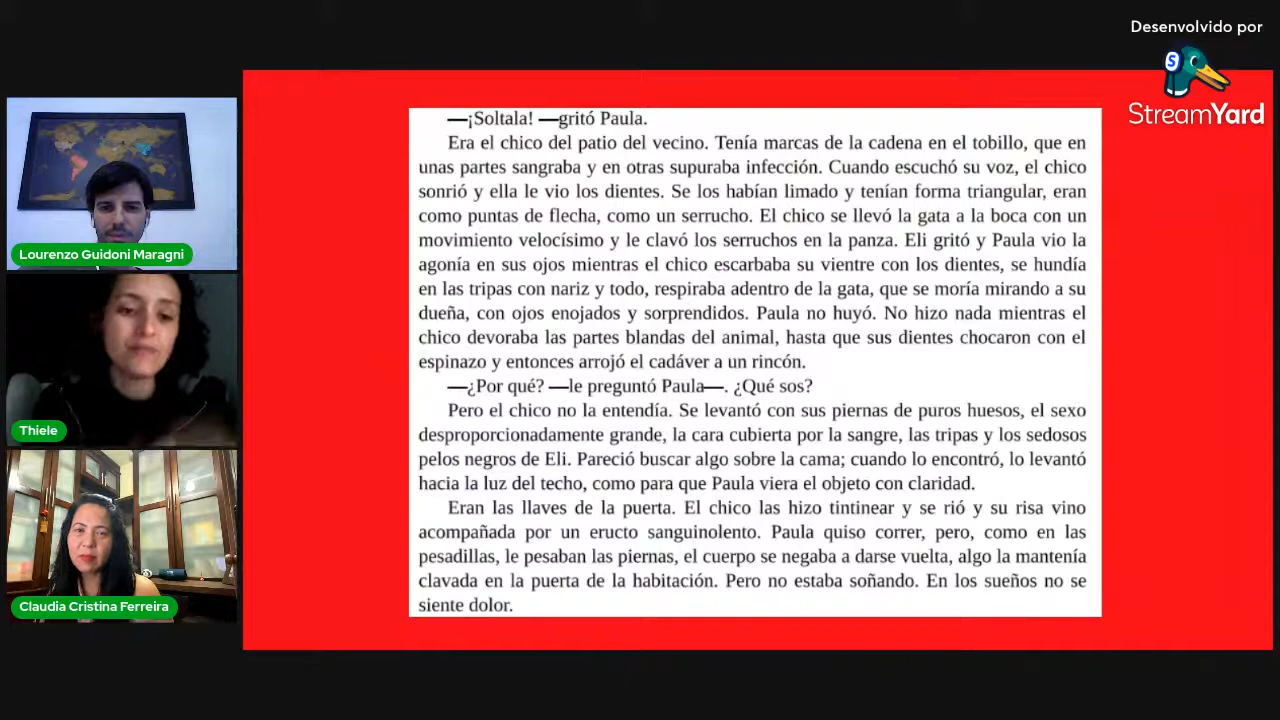 Desenvolvido por
StreamYard
Lourenzo Guidoni Maragni
Thiele
Claudia Cristina Ferreira
—¡Soltala! —gritó Paula.
Era el chico del patio del vecino. Tenía marcas de la cadena en el tobillo, que en
unas partes sangraba y en otras supuraba infección. Cuando escuchó su voz, el chico
sonrió y ella le vio los dientes. Se los habían limado y tenían forma triangular, eran
como puntas de flecha, como un serrucho. El chico se llevó la gata a la boca con un
movimiento velocísimo y le clavó los serruchos en la panza. Eli gritó y Paula vio la
agonía en sus ojos mientras el chico escarbaba su vientre con los dientes, se hundía
en las tripas con nariz y todo, respiraba adentro de la gata, que se moría mirando a su
dueña, con ojos enojados y sorprendidos. Paula no huyó. No hizo nada mientras el
chico devoraba las partes blandas del animal, hasta que sus dientes chocaron con el
espinazo y entonces arrojó el cadáver a un rincón.
—¿Por qué? —le preguntó Paula—. ¿Qué sos?
Pero el chico no la entendía. Se levantó con sus piernas de puros huesos, el sexo
desproporcionadamente grande, la cara cubierta por la sangre, las tripas y los sedosos
pelos negros de Eli. Pareció buscar algo sobre la cama; cuando lo encontró, lo levantó
hacia la luz del techo, como para que Paula viera el objeto con claridad.
Eran las llaves de la puerta. El chico las hizo tintinear y se rió y su risa vino
acompañada por un eructo sanguinolento. Paula quiso correr, pero, como en las
pesadillas, le pesaban las piernas, el cuerpo se negaba a darse vuelta, algo la mantenía
clavada en la puerta de la habitación. Pero no estaba soñando. En los sueños no se
siente dolor.